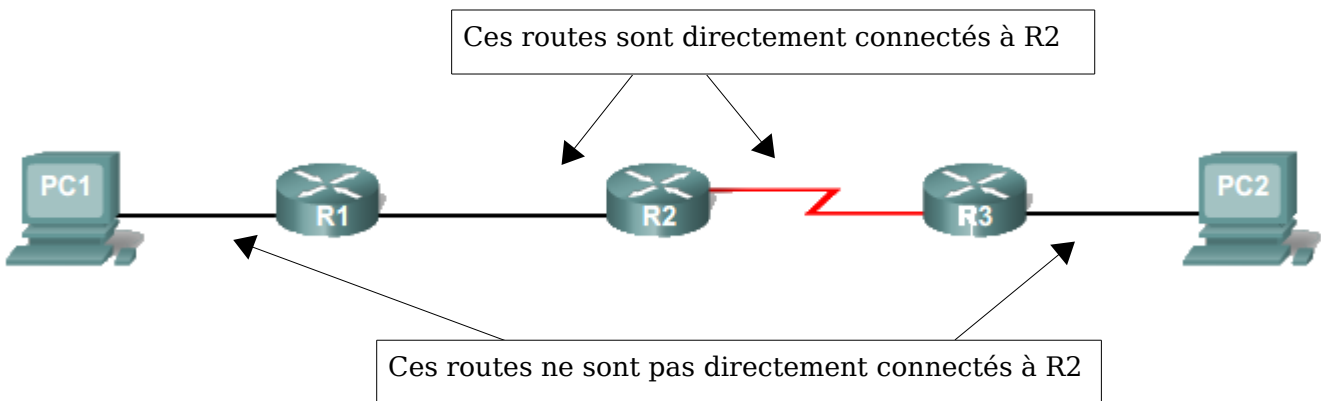 Ces routes sont directement connectés à R2
PC1
R1
R2
R3
PC2
Ces routes ne sont pas directement connectés à R2